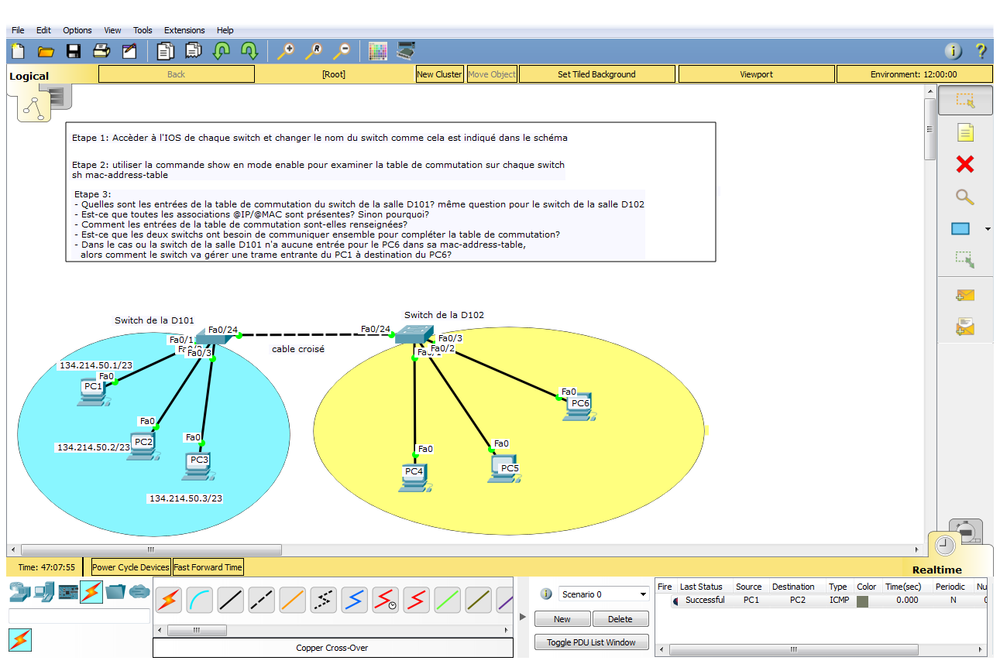 File Edit Options View Tools Extensions Help
Logical
Back
[Root]
New Cluster
Move Object
Set Tiled Background
Viewport
Environment: 12:00:00
Etape 1: Accèder à l'IOS de chaque switch et changer le nom du switch comme cela est indiqué dans le schéma
Etape 2: utiliser la commande show en mode enable pour examiner la table de commutation sur chaque switch
sh mac-address-table
Etape 3:
- Quelles sont les entrées de la table de commutation du switch de la salle D101? même question pour le switch de la salle D102
- Est-ce que toutes les associations @IP/@MAC sont présentes? Sinon pourquoi?
- Comment les entrées de la table de commutation sont-elles renseignées?
- Est-ce que les deux switchs ont besoin de communiquer ensemble pour compléter la table de commutation?
- Dans le cas ou la switch de la salle D101 n'a aucune entrée pour le PC6 dans sa mac-address-table,
alors comment le switch va gérer une trame entrante du PC1 à destination du PC6?
Switch de la D101
Switch de la D102
Fa0/24
Fa0/24
Fa0/1
Fa0/3
cable croisé
Fa0/3
Fa0/2
134.214.50.1/23
Fa0
PC1
Fa0
PC2
134.214.50.2/23
Fa0
PC3
134.214.50.3/23
Fa0
PC6
Fa0
PC4
Fa0
PC5
Time: 47:07:55
Power Cycle Devices
Fast Forward Time
Realtime
Scenario 0
New
Delete
Toggle PDU List Window
Copper Cross-Over
Fire Last Status Source Destination Type Color Time(sec) Periodic Nu
Successful PC1 PC2 ICMP 0.000 N